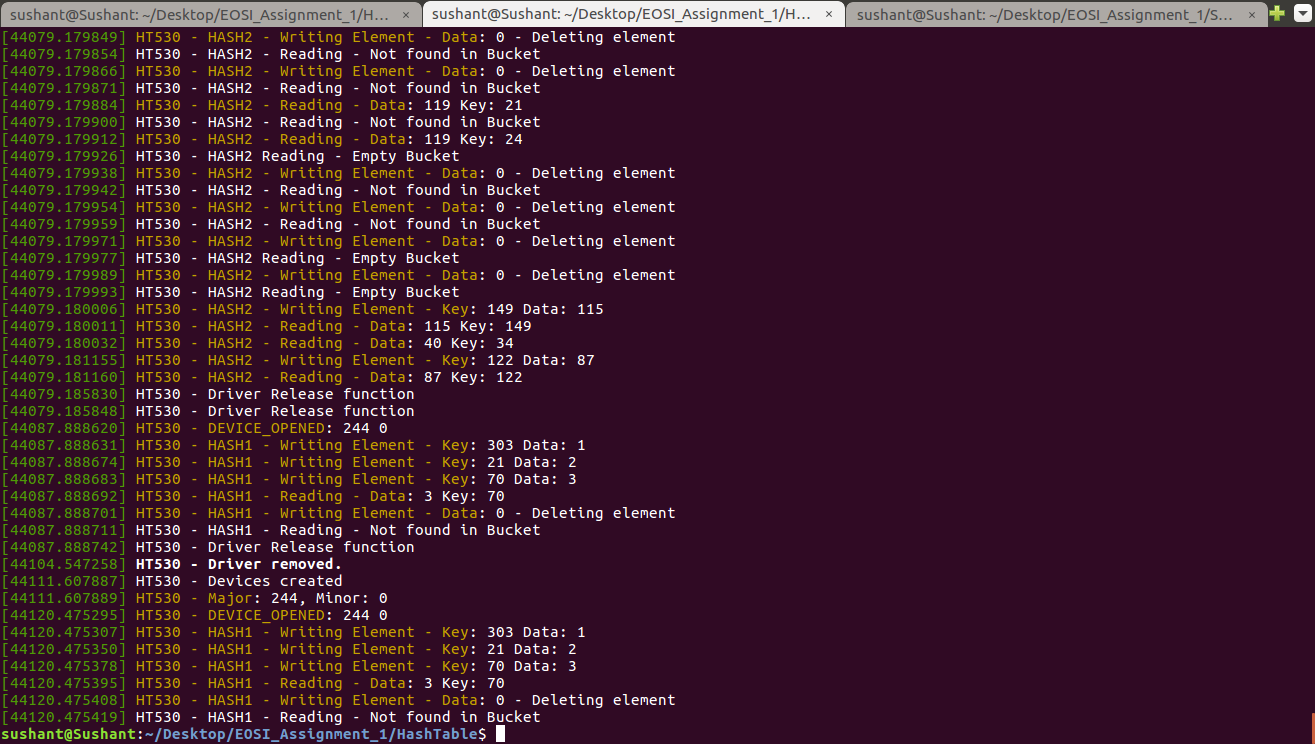 sushant@Sushant: ~/Desktop/EOSI_Assignment_1/H... × sushant@Sushant: ~/Desktop/EOSI_Assignment_1/H... × sushant@Sushant: ~/Desktop/EOSI_Assignment_1/S... ×
[44079.179849] HT530 - HASH2 - Writing Element - Data: 0 - Deleting element
[44079.179854] HT530 - HASH2 - Reading - Not found in Bucket
[44079.179866] HT530 - HASH2 - Writing Element - Data: 0 - Deleting element
[44079.179871] HT530 - HASH2 - Reading - Not found in Bucket
[44079.179884] HT530 - HASH2 - Reading - Data: 119 Key: 21
[44079.179900] HT530 - HASH2 - Reading - Not found in Bucket
[44079.179912] HT530 - HASH2 - Reading - Data: 119 Key: 24
[44079.179926] HT530 - HASH2 Reading - Empty Bucket
[44079.179938] HT530 - HASH2 - Writing Element - Data: 0 - Deleting element
[44079.179942] HT530 - HASH2 - Reading - Not found in Bucket
[44079.179954] HT530 - HASH2 - Writing Element - Data: 0 - Deleting element
[44079.179959] HT530 - HASH2 - Reading - Not found in Bucket
[44079.179971] HT530 - HASH2 - Writing Element - Data: 0 - Deleting element
[44079.179977] HT530 - HASH2 Reading - Empty Bucket
[44079.179989] HT530 - HASH2 - Writing Element - Data: 0 - Deleting element
[44079.179993] HT530 - HASH2 Reading - Empty Bucket
[44079.180006] HT530 - HASH2 - Writing Element - Key: 149 Data: 115
[44079.180011] HT530 - HASH2 - Reading - Data: 115 Key: 149
[44079.180032] HT530 - HASH2 - Reading - Data: 40 Key: 34
[44079.181155] HT530 - HASH2 - Writing Element - Key: 122 Data: 87
[44079.181160] HT530 - HASH2 - Reading - Data: 87 Key: 122
[44079.185830] HT530 - Driver Release function
[44079.185848] HT530 - Driver Release function
[44087.888620] HT530 - DEVICE_OPENED: 244 0
[44087.888631] HT530 - HASH1 - Writing Element - Key: 303 Data: 1
[44087.888674] HT530 - HASH1 - Writing Element - Key: 21 Data: 2
[44087.888683] HT530 - HASH1 - Writing Element - Key: 70 Data: 3
[44087.888692] HT530 - HASH1 - Reading - Data: 3 Key: 70
[44087.888701] HT530 - HASH1 - Writing Element - Data: 0 - Deleting element
[44087.888711] HT530 - HASH1 - Reading - Not found in Bucket
[44087.888742] HT530 - Driver Release function
[44104.547258] HT530 - Driver removed.
[44111.607887] HT530 - Devices created
[44111.607889] HT530 - Major: 244, Minor: 0
[44120.475295] HT530 - DEVICE_OPENED: 244 0
[44120.475307] HT530 - HASH1 - Writing Element - Key: 303 Data: 1
[44120.475350] HT530 - HASH1 - Writing Element - Key: 21 Data: 2
[44120.475378] HT530 - HASH1 - Writing Element - Key: 70 Data: 3
[44120.475395] HT530 - HASH1 - Reading - Data: 3 Key: 70
[44120.475408] HT530 - HASH1 - Writing Element - Data: 0 - Deleting element
[44120.475419] HT530 - HASH1 - Reading - Not found in Bucket
sushant@Sushant:~/Desktop/EOSI_Assignment_1/HashTable$